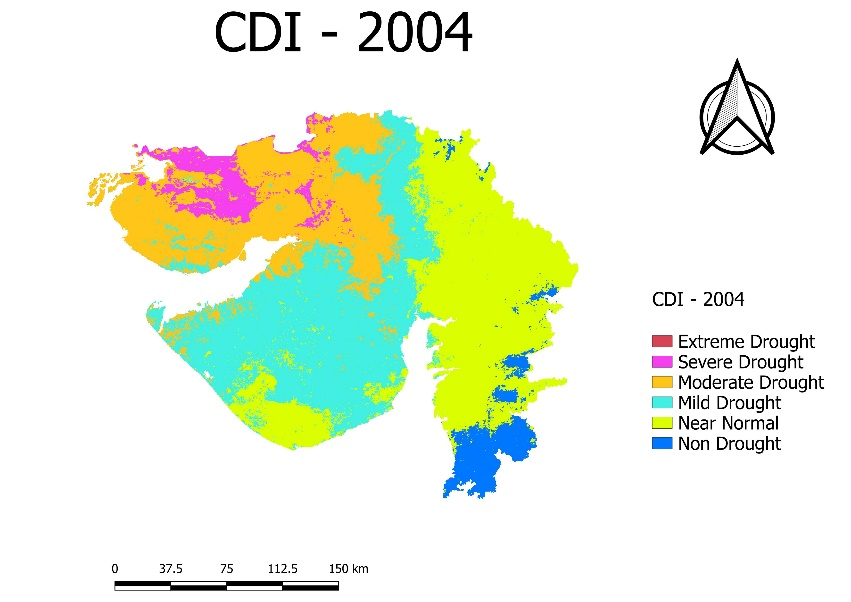 CDI - 2004
CDI - 2004
Extreme Drought
Severe Drought
Moderate Drought
Mild Drought
Near Normal
Non Drought
0 37.5 75 112.5 150 km